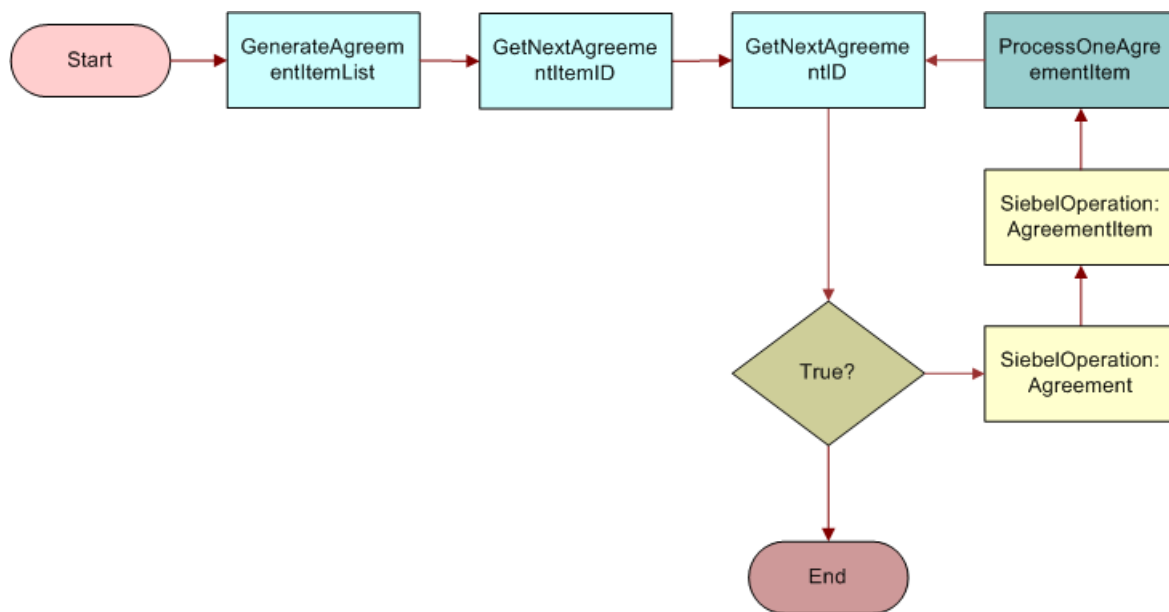 Start
GenerateAgreem
entItemList
GetNextAgreeme
ntItemID
GetNextAgreeme
ntID
ProcessOneAgre
ementItem
SiebelOperation:
AgreementItem
True?
SiebelOperation:
Agreement
End